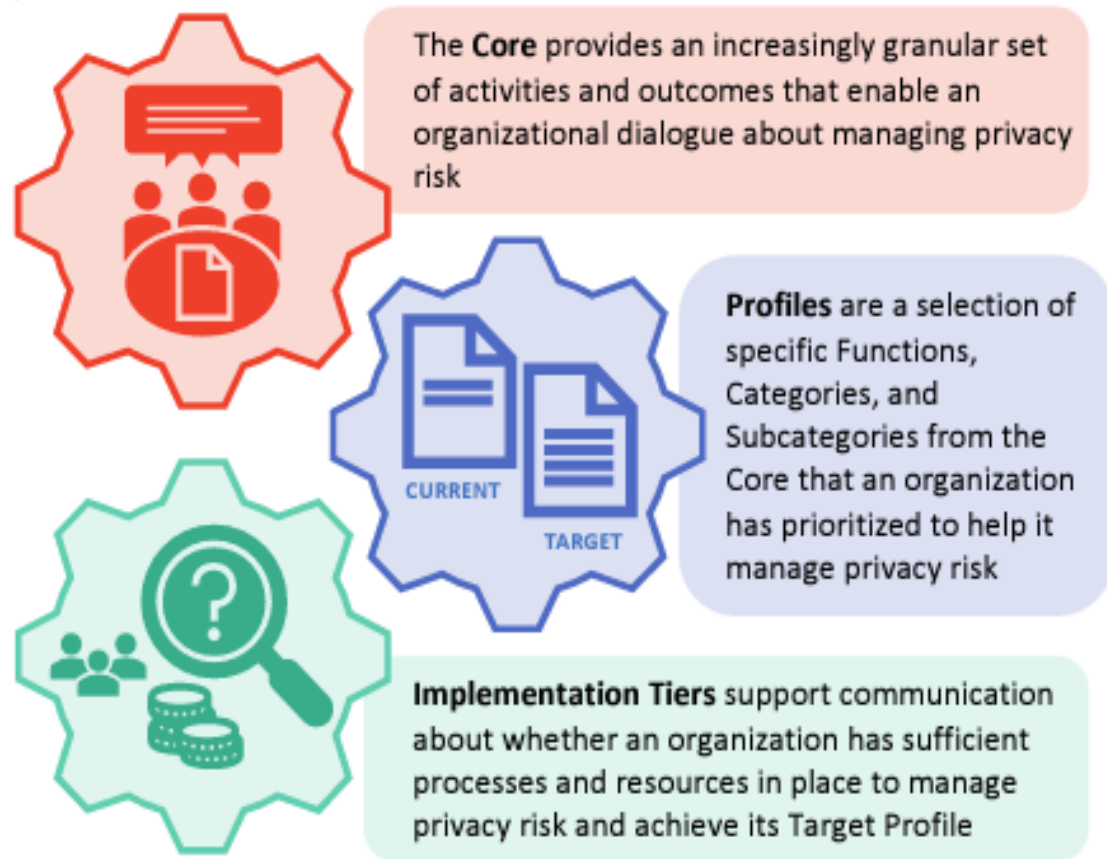 The Core provides an increasingly granular set
of activities and outcomes that enable an
organizational dialogue about managing privacy
risk
Profiles are a selection of
specific Functions,
Categories, and
Subcategories from the
Core that an organization
has prioritized to help it
manage privacy risk
CURRENT
TARGET
?
Implementation Tiers support communication
about whether an organization has sufficient
processes and resources in place to manage
privacy risk and achieve its Target Profile